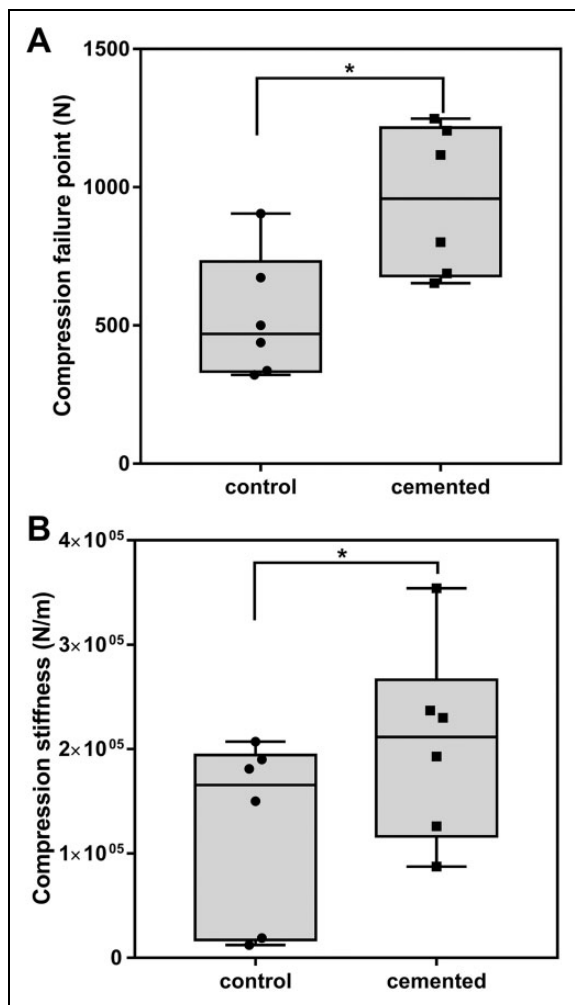 A
Compression failure point (N)
1500
1000
500
0
*
control
cemented
B
Compression stiffness (N/m)
4×10⁰⁵
3×10⁰⁵
2×10⁰⁵
1×10⁰⁵
0
*
control
cemented